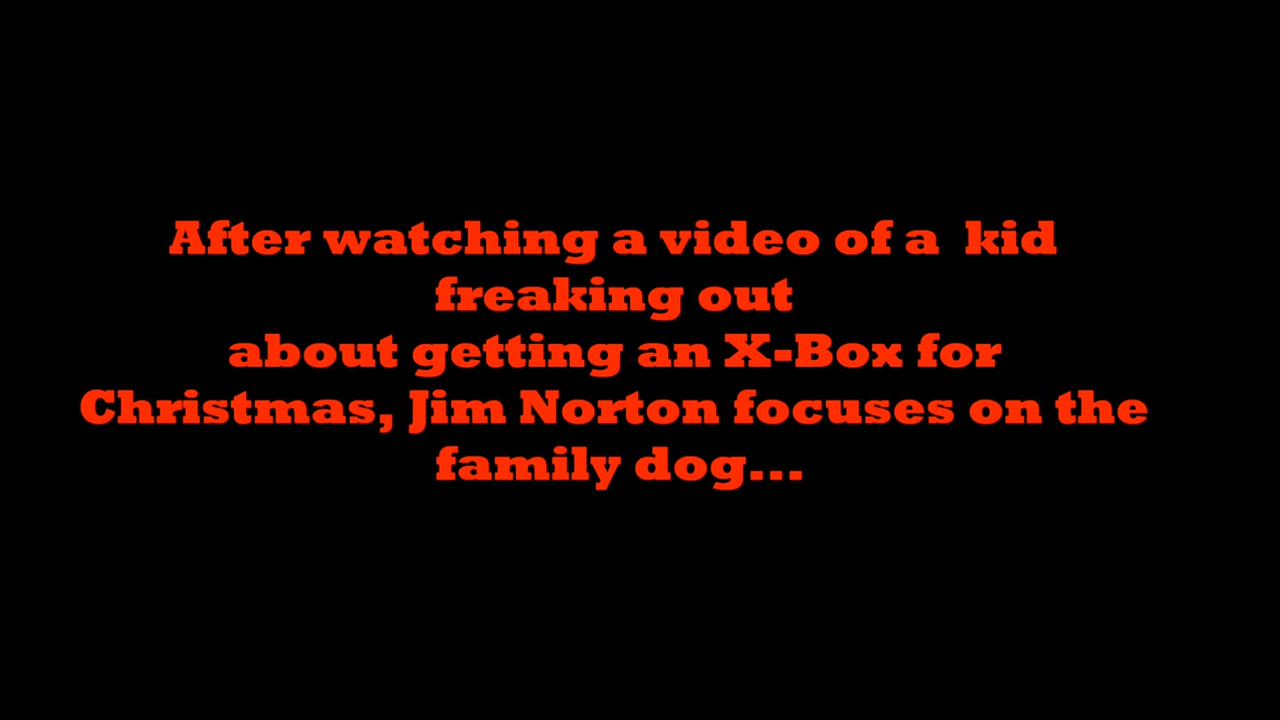 After watching a video of a  kid
freaking out
about getting an X-Box for
Christmas, Jim Norton focuses on the
family dog...